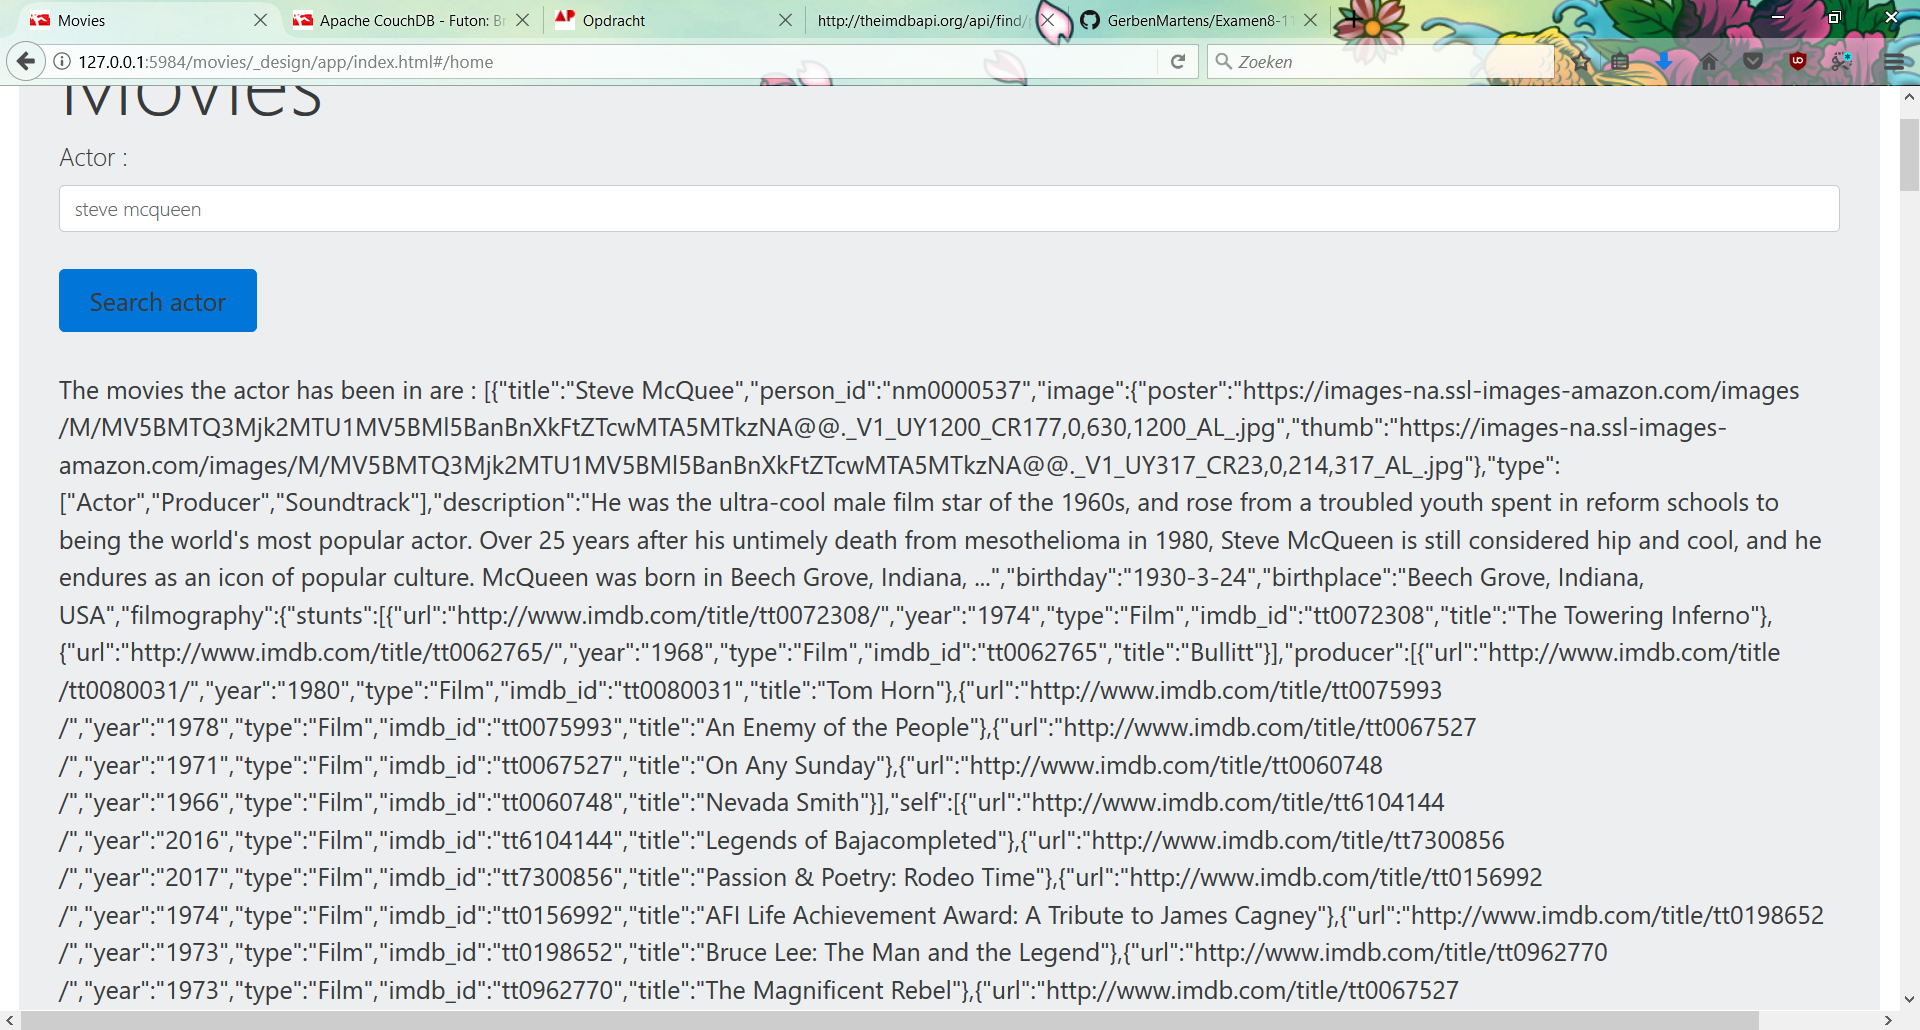 Movies
Apache CouchDB - Futon: Br
Opdracht
http://theimdbapi.org/api/find/
GerbenMartens/Examen8-11
127.0.0.1:5984/movies/_design/app/index.html#/home
Zoeken
Movies
Actor :
steve mcqueen
Search actor
The movies the actor has been in are : [{"title":"Steve McQuee","person_id":"nm0000537","image":{"poster":"https://images-na.ssl-images-amazon.com/images
/M/MV5BMTQ3Mjk2MTU1MV5BMl5BanBnXkFtZTcwMTA5MTkzNA@@._V1_UY1200_CR177,0,630,1200_AL_.jpg","thumb":"https://images-na.ssl-images-
amazon.com/images/M/MV5BMTQ3Mjk2MTU1MV5BMl5BanBnXkFtZTcwMTA5MTkzNA@@._V1_UY317_CR23,0,214,317_AL_.jpg"},"type":
["Actor","Producer","Soundtrack"],"description":"He was the ultra-cool male film star of the 1960s, and rose from a troubled youth spent in reform schools to
being the world's most popular actor. Over 25 years after his untimely death from mesothelioma in 1980, Steve McQueen is still considered hip and cool, and he
endures as an icon of popular culture. McQueen was born in Beech Grove, Indiana, ...","birthday":"1930-3-24","birthplace":"Beech Grove, Indiana,
USA","filmography":{"stunts":[{"url":"http://www.imdb.com/title/tt0072308/","year":"1974","type":"Film","imdb_id":"tt0072308","title":"The Towering Inferno"},
{"url":"http://www.imdb.com/title/tt0062765/","year":"1968","type":"Film","imdb_id":"tt0062765","title":"Bullitt"}],"producer":[{"url":"http://www.imdb.com/title
/tt0080031/","year":"1980","type":"Film","imdb_id":"tt0080031","title":"Tom Horn"},{"url":"http://www.imdb.com/title/tt0075993
/","year":"1978","type":"Film","imdb_id":"tt0075993","title":"An Enemy of the People"},{"url":"http://www.imdb.com/title/tt0067527
/","year":"1971","type":"Film","imdb_id":"tt0067527","title":"On Any Sunday"},{"url":"http://www.imdb.com/title/tt0060748
/","year":"1966","type":"Film","imdb_id":"tt0060748","title":"Nevada Smith"}],"self":[{"url":"http://www.imdb.com/title/tt6104144
/","year":"2016","type":"Film","imdb_id":"tt6104144","title":"Legends of Bajacompleted"},{"url":"http://www.imdb.com/title/tt7300856
/","year":"2017","type":"Film","imdb_id":"tt7300856","title":"Passion & Poetry: Rodeo Time"},{"url":"http://www.imdb.com/title/tt0156992
/","year":"1974","type":"Film","imdb_id":"tt0156992","title":"AFI Life Achievement Award: A Tribute to James Cagney"},{"url":"http://www.imdb.com/title/tt0198652
/","year":"1973","type":"Film","imdb_id":"tt0198652","title":"Bruce Lee: The Man and the Legend"},{"url":"http://www.imdb.com/title/tt0962770
/","year":"1973","type":"Film","imdb_id":"tt0962770","title":"The Magnificent Rebel"},{"url":"http://www.imdb.com/title/tt0067527